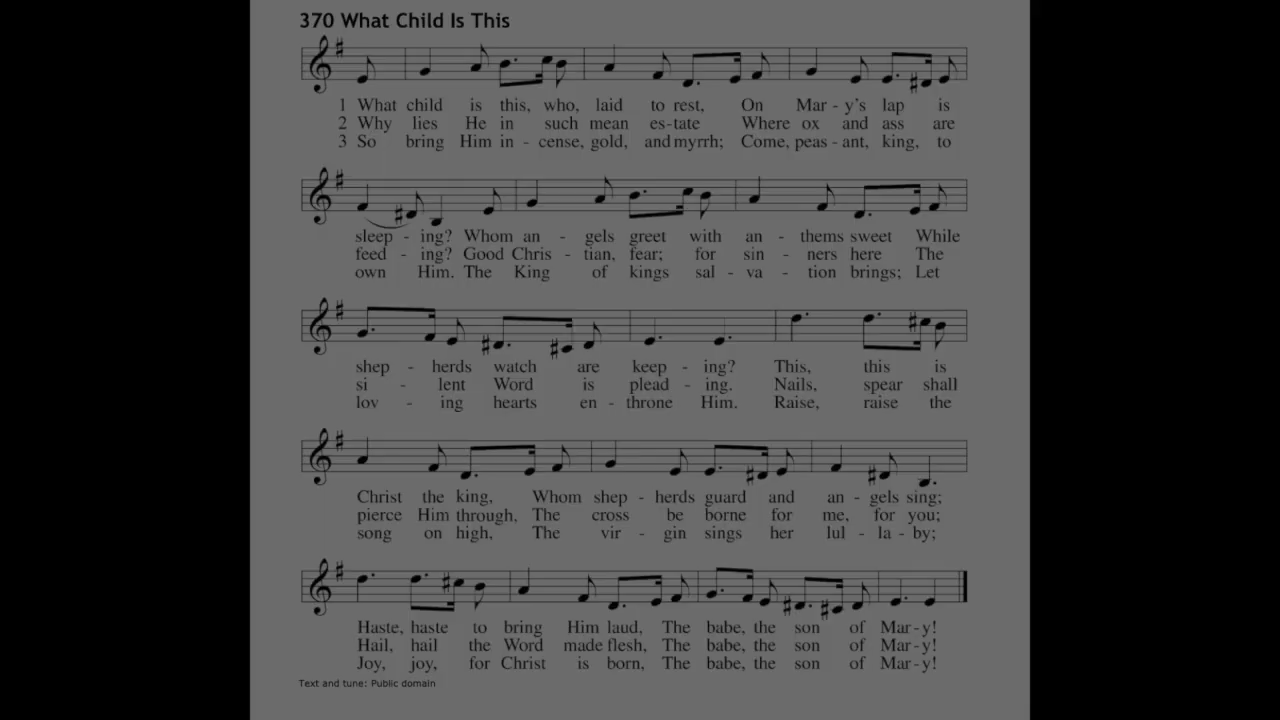 370 What Child Is This
1 What child is this, who, laid to rest, On Mar - y's lap is
2 Why lies He in such mean es - tate Where ox and ass are
3 So bring Him in - cense, gold, and myrrh; Come, peas - ant, king, to
sleep - ing? Whom an - gels greet with an - thems sweet While
feed - ing? Good Chris - tian, fear; for sin - ners here The
own Him. The King of kings sal - va - tion brings; Let
shep - herds watch are keep - ing? This, this is
si - lent Word is plead - ing. Nails, spear shall
lov - ing hearts en - throne Him. Raise, raise the
Christ the king, Whom shep - herds guard and an - gels sing;
pierce Him through, The cross be borne for me, for you;
song on high, The vir - gin sings her lul - la - by;
Haste, haste to bring Him laud, The babe, the son of Mar - y!
Hail, hail the Word made flesh, The babe, the son of Mar - y!
Joy, joy, for Christ is born, The babe, the son of Mar - y!
Text and tune: Public domain